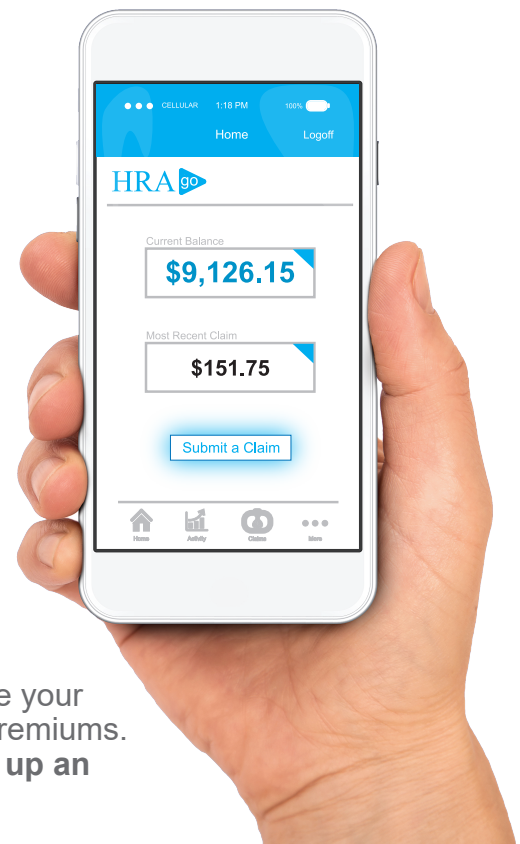 CELLULAR 1:18 PM 100%
Home Logoff
HRA go
Current Balance
$9,126.15
Most Recent Claim
$151.75
Submit a Claim
Home Activity Claims More
e your
remiums.
up an